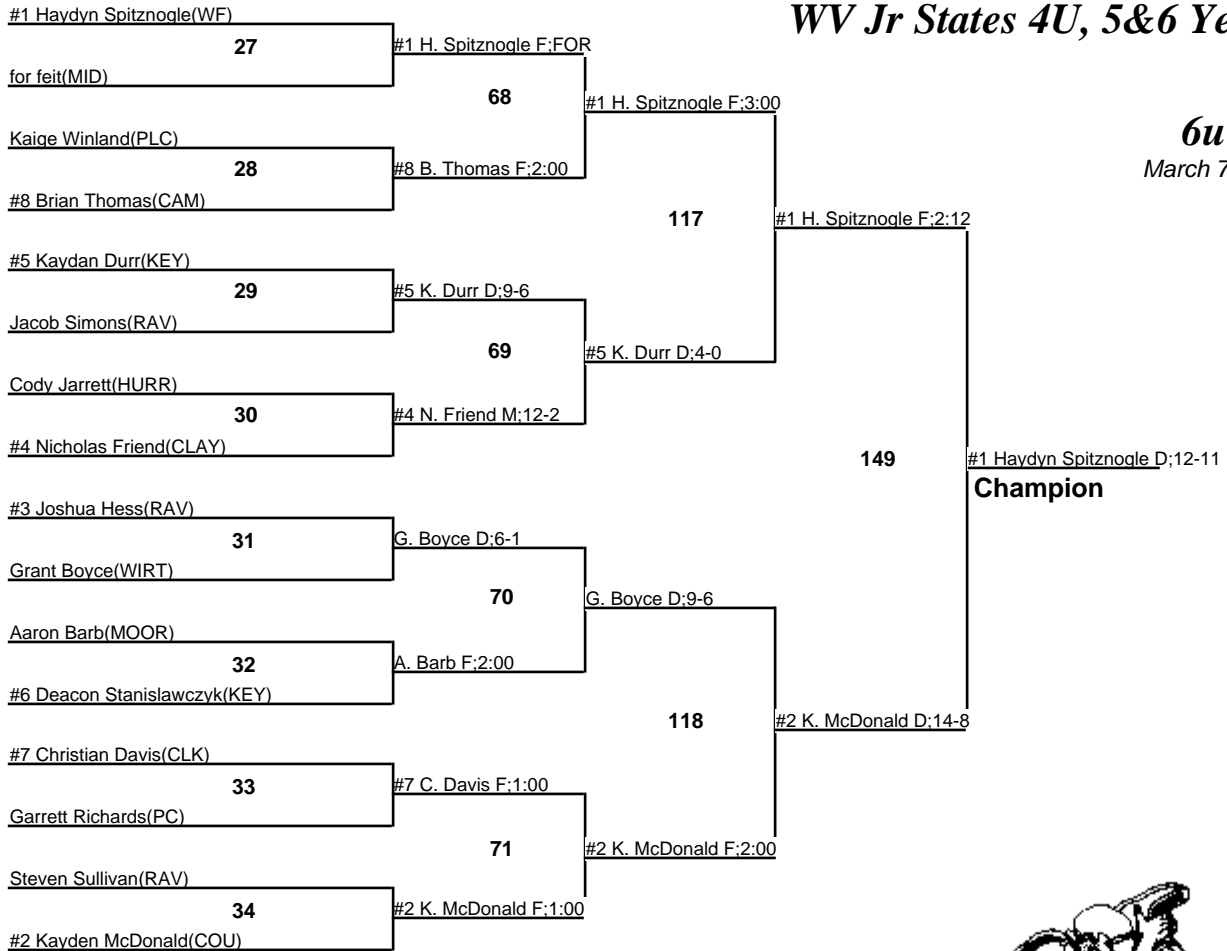 #1 Haydyn Spitznogle(WF)
WV Jr States 4U, 5&6 Ye
27
#1 H. Spitznogle F;FOR
for feit(MID)
68
#1 H. Spitznogle F;3:00
6u
March 7
Kaige Winland(PLC)
28
#8 B. Thomas F;2:00
#8 Brian Thomas(CAM)
117
#1 H. Spitznogle F;2:12
#5 Kaydan Durr(KEY)
29
#5 K. Durr D;9-6
Jacob Simons(RAV)
69
#5 K. Durr D;4-0
Cody Jarrett(HURR)
30
#4 N. Friend M;12-2
#4 Nicholas Friend(CLAY)
149
#1 Haydyn Spitznogle D;12-11
Champion
#3 Joshua Hess(RAV)
31
G. Boyce D;6-1
Grant Boyce(WIRT)
70
G. Boyce D;9-6
Aaron Barb(MOOR)
32
A. Barb F;2:00
#6 Deacon Stanislawczyk(KEY)
118
#2 K. McDonald D;14-8
#7 Christian Davis(CLK)
33
#7 C. Davis F;1:00
Garrett Richards(PC)
71
#2 K. McDonald F;2:00
Steven Sullivan(RAV)
34
#2 K. McDonald F;1:00
#2 Kayden McDonald(COU)